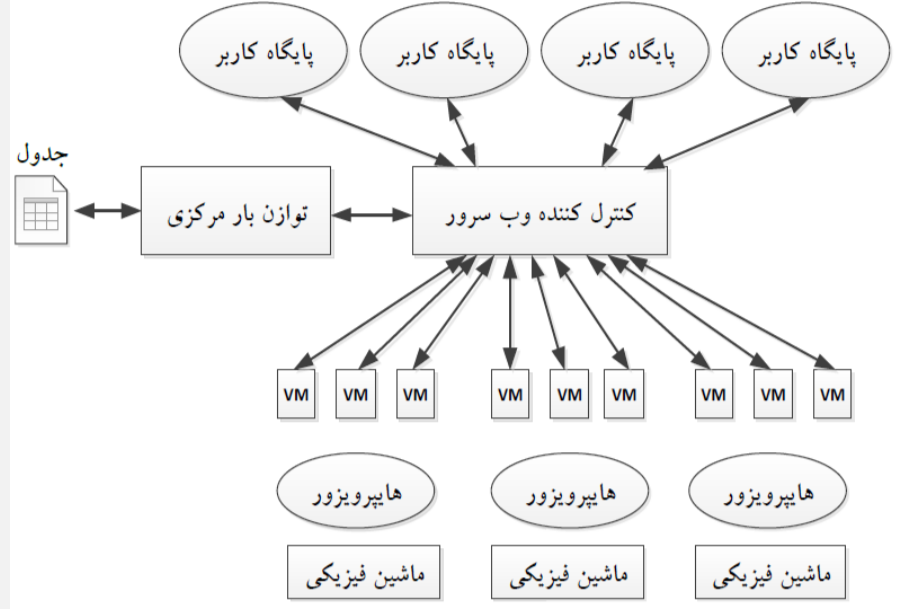 پایگاه کاربر
پایگاه کاربر
پایگاه کاربر
پایگاه کاربر
جدول
کنترل کننده وب سرور
توازن بار مرکزی
VM
VM
VM
VM
VM
VM
VM
VM
VM
هایپرویزور
هایپرویزور
هایپرویزور
ماشین فیزیکی
ماشین فیزیکی
ماشین فیزیکی